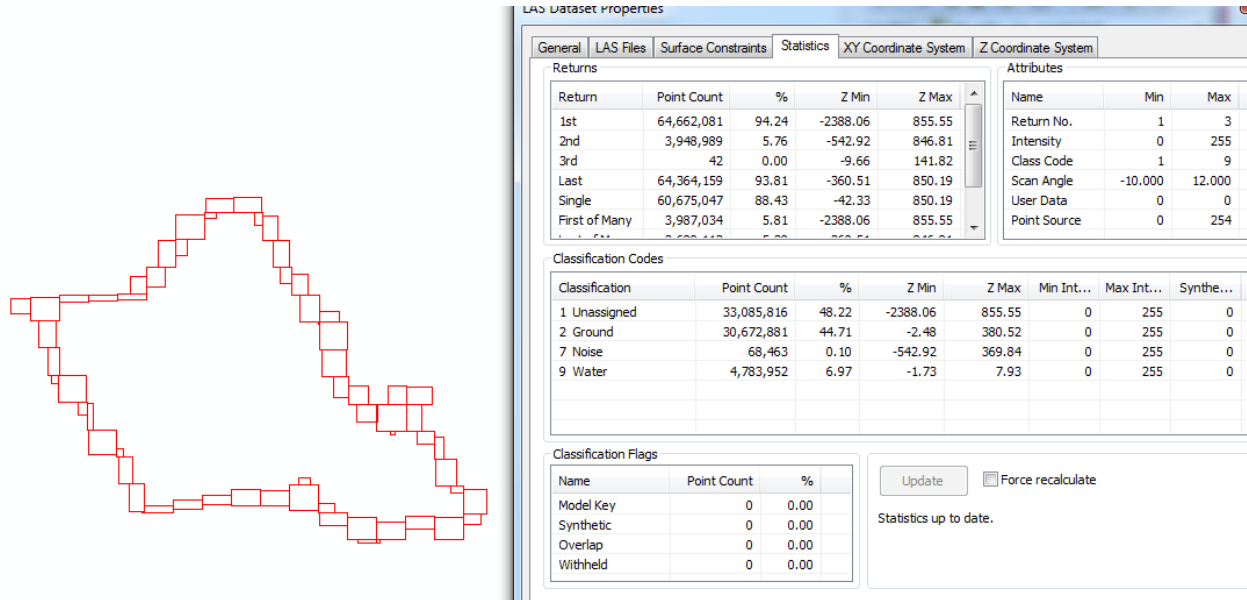 LAS Dataset Properties
General LAS Files Surface Constraints Statistics XY Coordinate System Z Coordinate System
Returns
Return Point Count % Z Min Z Max
1st 64,662,081 94.24 -2388.06 855.55
2nd 3,948,989 5.76 -542.92 846.81
3rd 42 0.00 -9.66 141.82
Last 64,364,159 93.81 -360.51 850.19
Single 60,675,047 88.43 -42.33 850.19
First of Many 3,987,034 5.81 -2388.06 855.55
Attributes
Name Min Max
Return No. 1 3
Intensity 0 255
Class Code 1 9
Scan Angle -10.000 12.000
User Data 0 0
Point Source 0 254
Classification Codes
Classification Point Count % Z Min Z Max Min Int... Max Int... Synthe...
1 Unassigned 33,085,816 48.22 -2388.06 855.55 0 255 0
2 Ground 30,672,881 44.71 -2.48 380.52 0 255 0
7 Noise 68,463 0.10 -542.92 369.84 0 255 0
9 Water 4,783,952 6.97 -1.73 7.93 0 255 0
Classification Flags
Name Point Count %
Model Key 0 0.00
Synthetic 0 0.00
Overlap 0 0.00
Withheld 0 0.00
Update Force recalculate
Statistics up to date.